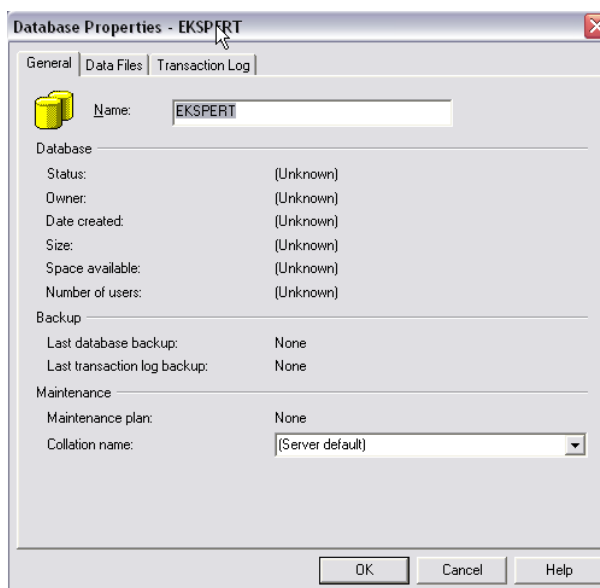 Database Properties - EKSPERT
General Data Files Transaction Log
Name: EKSPERT
Database
Status: (Unknown)
Owner: (Unknown)
Date created: (Unknown)
Size: (Unknown)
Space available: (Unknown)
Number of users: (Unknown)
Backup
Last database backup: None
Last transaction log backup: None
Maintenance
Maintenance plan: None
Collation name: (Server default)
OK Cancel Help